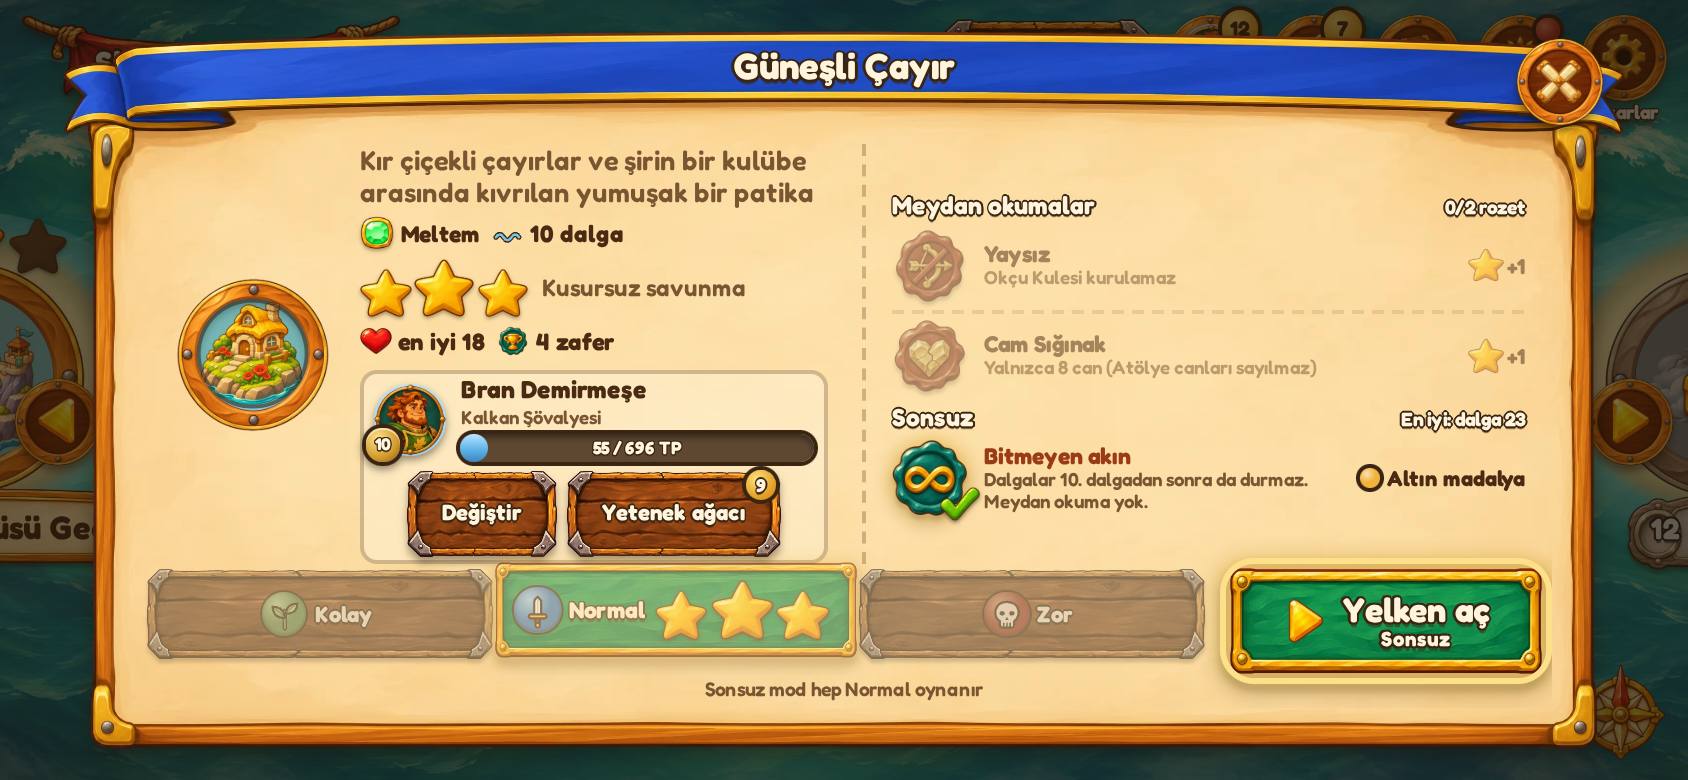 12
7
Güneşli Çayır
arlar
Kır çiçekli çayırlar ve şirin bir kulübe
arasında kıvrılan yumuşak bir patika
Meltem 10 dalga
Kusursuz savunma
en iyi 18 4 zafer
Bran Demirmeşe
Kalkan Şövalyesi
10
55 / 696 TP
9
Değiştir Yetenek ağacı
Meydan okumalar 0/2 rozet
Yaysız
Okçu Kulesi kurulamaz
+1
Cam Sığınak
Yalnızca 8 can (Atölye canları sayılmaz)
+1
Sonsuz En iyi: dalga 23
Bitmeyen akın
Dalgalar 10. dalgadan sonra da durmaz.
Meydan okuma yok.
Altın madalya
üsü Ge
12
Kolay Normal Zor
Yelken aç
Sonsuz
Sonsuz mod hep Normal oynanır